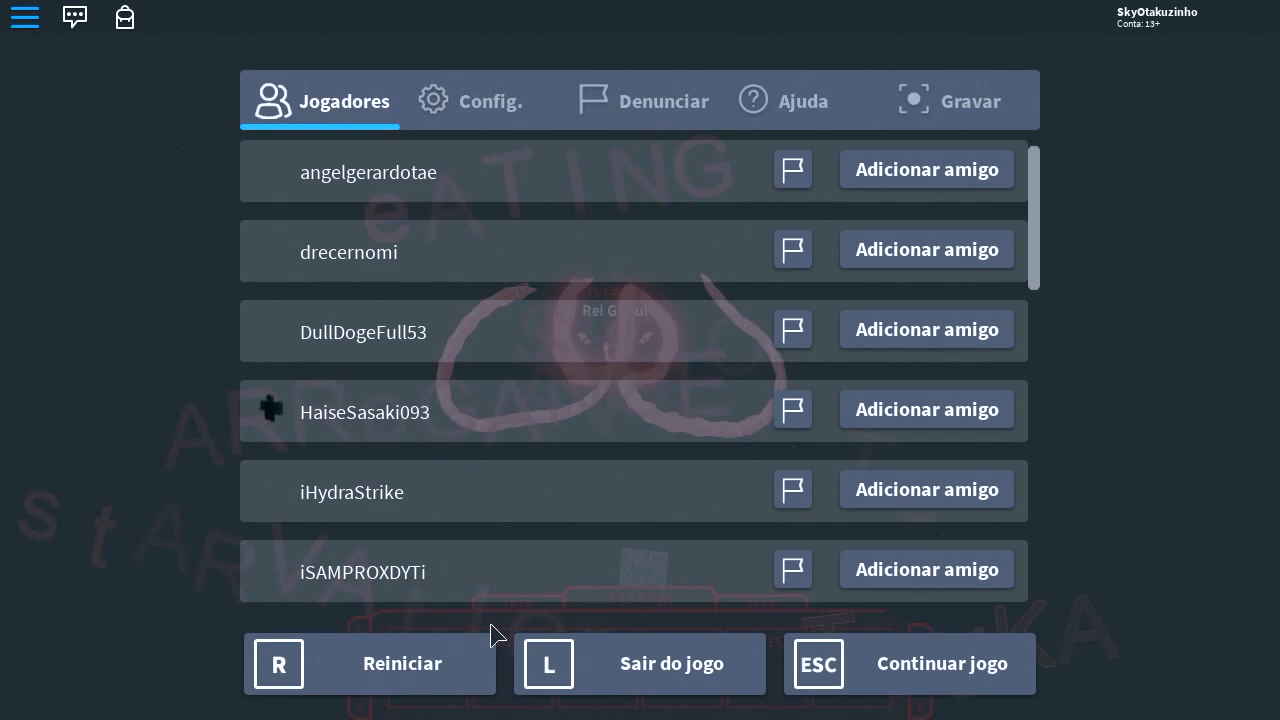 SkyOtakuzinho
Conta: 13+
Jogadores
Config.
Denunciar
Ajuda
Gravar
eATING
angelgerardotae
Adicionar amigo
drecernomi
Adicionar amigo
DullDogeFull53
Adicionar amigo
HaiseSasaki093
Adicionar amigo
iHydraStrike
Adicionar amigo
iSAMPROXDYTi
Adicionar amigo
R
Reiniciar
L
Sair do jogo
ESC
Continuar jogo